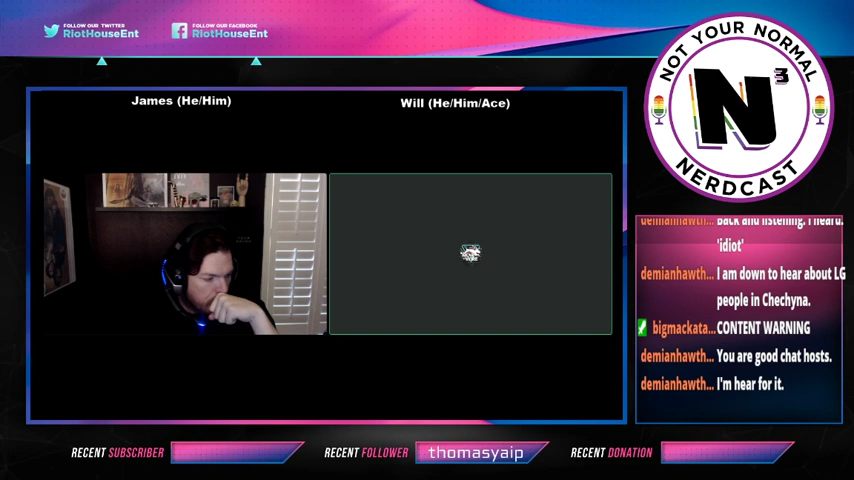 FOLLOW OUR TWITTER
RiotHouseEnt
FOLLOW OUR FACEBOOK
RiotHouseEnt
NOT YOUR NORMAL
N3
NERDCAST
James (He/Him)
Will (He/Him/Ace)
demianhawth... Back and listening. I heard.
'idiot'
demianhawth... I am down to hear about LG
people in Chechyna.
bigmackata... CONTENT WARNING
demianhawth... You are good chat hosts.
demianhawth... I'm hear for it.
RECENT SUBSCRIBER
RECENT FOLLOWER thomasyaip
RECENT DONATION